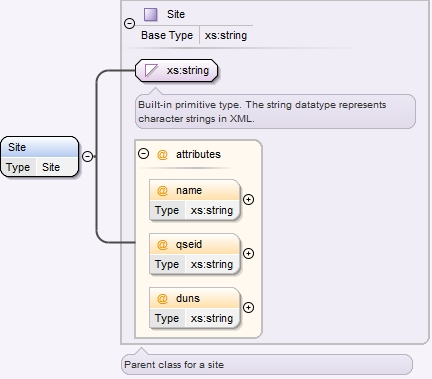 Site
Base Type xs:string
xs:string
Built-in primitive type. The string datatype represents
character strings in XML.
Site
Type Site
@ attributes
@ name
Type xs:string
@ qseid
Type xs:string
@ duns
Type xs:string
Parent class for a site